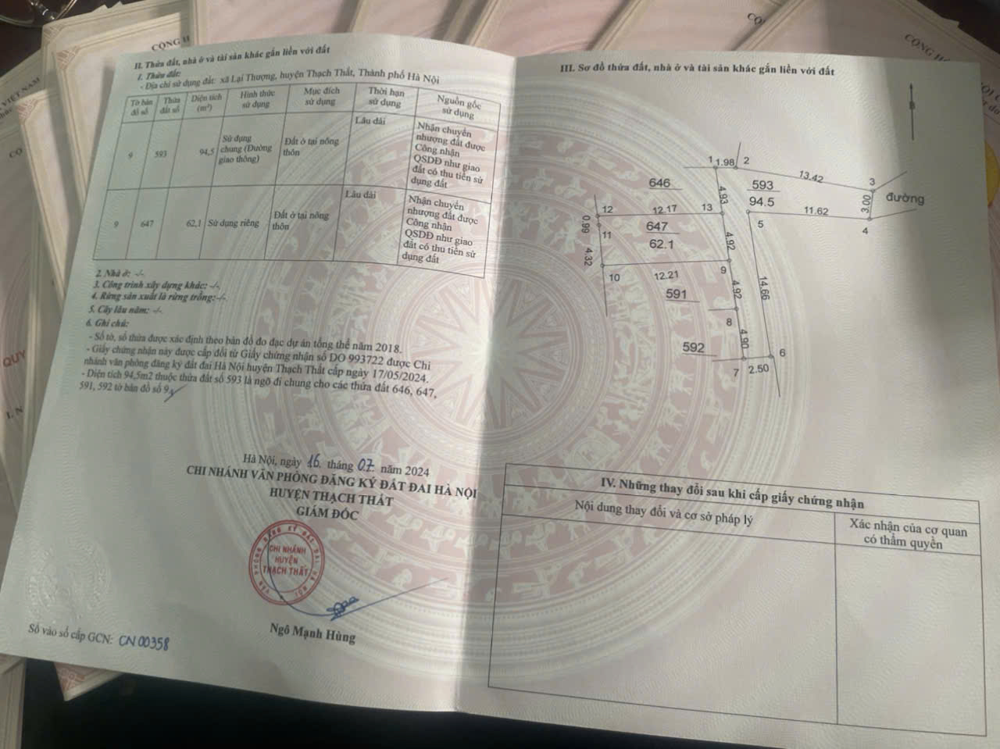 CỘNG H
VIỆT NAM
CỘ
CỘNG
QUY
II. Thửa đất, nhà ở và tài sản khác gắn liền với đất
1. Thửa đất:
- Địa chỉ sử dụng đất: xã Lại Thượng, huyện Thạch Thất, Thành phố Hà Nội
Tờ bản đồ số
Thửa đất số
Diện tích (m²)
Hình thức sử dụng
Mục đích sử dụng
Thời hạn sử dụng
Nguồn gốc sử dụng
9
593
94,5
Sử dụng
chung (Đường
giao thông)
Đất ở tại nông
thôn
Lâu dài
Nhận chuyển
nhượng đất được
Công nhận
QSDĐ như giao
đất có thu tiền sử
dụng đất
9
647
62,1
Sử dụng riêng
Đất ở tại nông
thôn
Lâu dài
Nhận chuyển
nhượng đất được
Công nhận
QSDĐ như giao
đất có thu tiền sử
dụng đất
2. Nhà ở: -/-.
3. Công trình xây dựng khác: -/-.
4. Rừng sản xuất là rừng trồng:-/-.
5. Cây lâu năm: -/-.
6. Ghi chú:
- Số tờ, số thửa được xác định theo bản đồ đo đạc dự án tổng thể năm 2018.
- Giấy chứng nhận này được cấp đổi từ Giấy chứng nhận số DO 993722 được Chi
nhánh văn phòng đăng ký đất đai Hà Nội huyện Thạch Thất cấp ngày 17/05/2024.
- Diện tích 94,5m2 thuộc thửa đất số 593 là ngõ đi chung cho các thửa đất 646, 647,
591, 592 tờ bản đồ số 9
Hà Nội, ngày 16 tháng 07 năm 2024
CHI NHÁNH VĂN PHÒNG ĐĂNG KÝ ĐẤT ĐAI HÀ NỘI
HUYỆN THẠCH THẤT
GIÁM ĐỐC
VĂN PHÒNG ĐĂNG KÝ ĐẤT ĐAI HÀ NỘI
CHI NHÁNH
HUYỆN
THẠCH THẤT
Ngô Mạnh Hùng
Số vào sổ cấp GCN: CN 00358
III. Sơ đồ thửa đất, nhà ở và tài sản khác gắn liền với đất
B
1 1.98 2
13.42
3
646
4.93
593
94.5
3.00
đường
12
12.17
13
11.62
0.99
647
5
4
11
62.1
4.92
4.32
10
12.21
9
14.66
591
4.92
8
592
4.90
6
7
2.50
IV. Những thay đổi sau khi cấp giấy chứng nhận
Nội dung thay đổi và cơ sở pháp lý
Xác nhận của cơ quan
có thẩm quyền